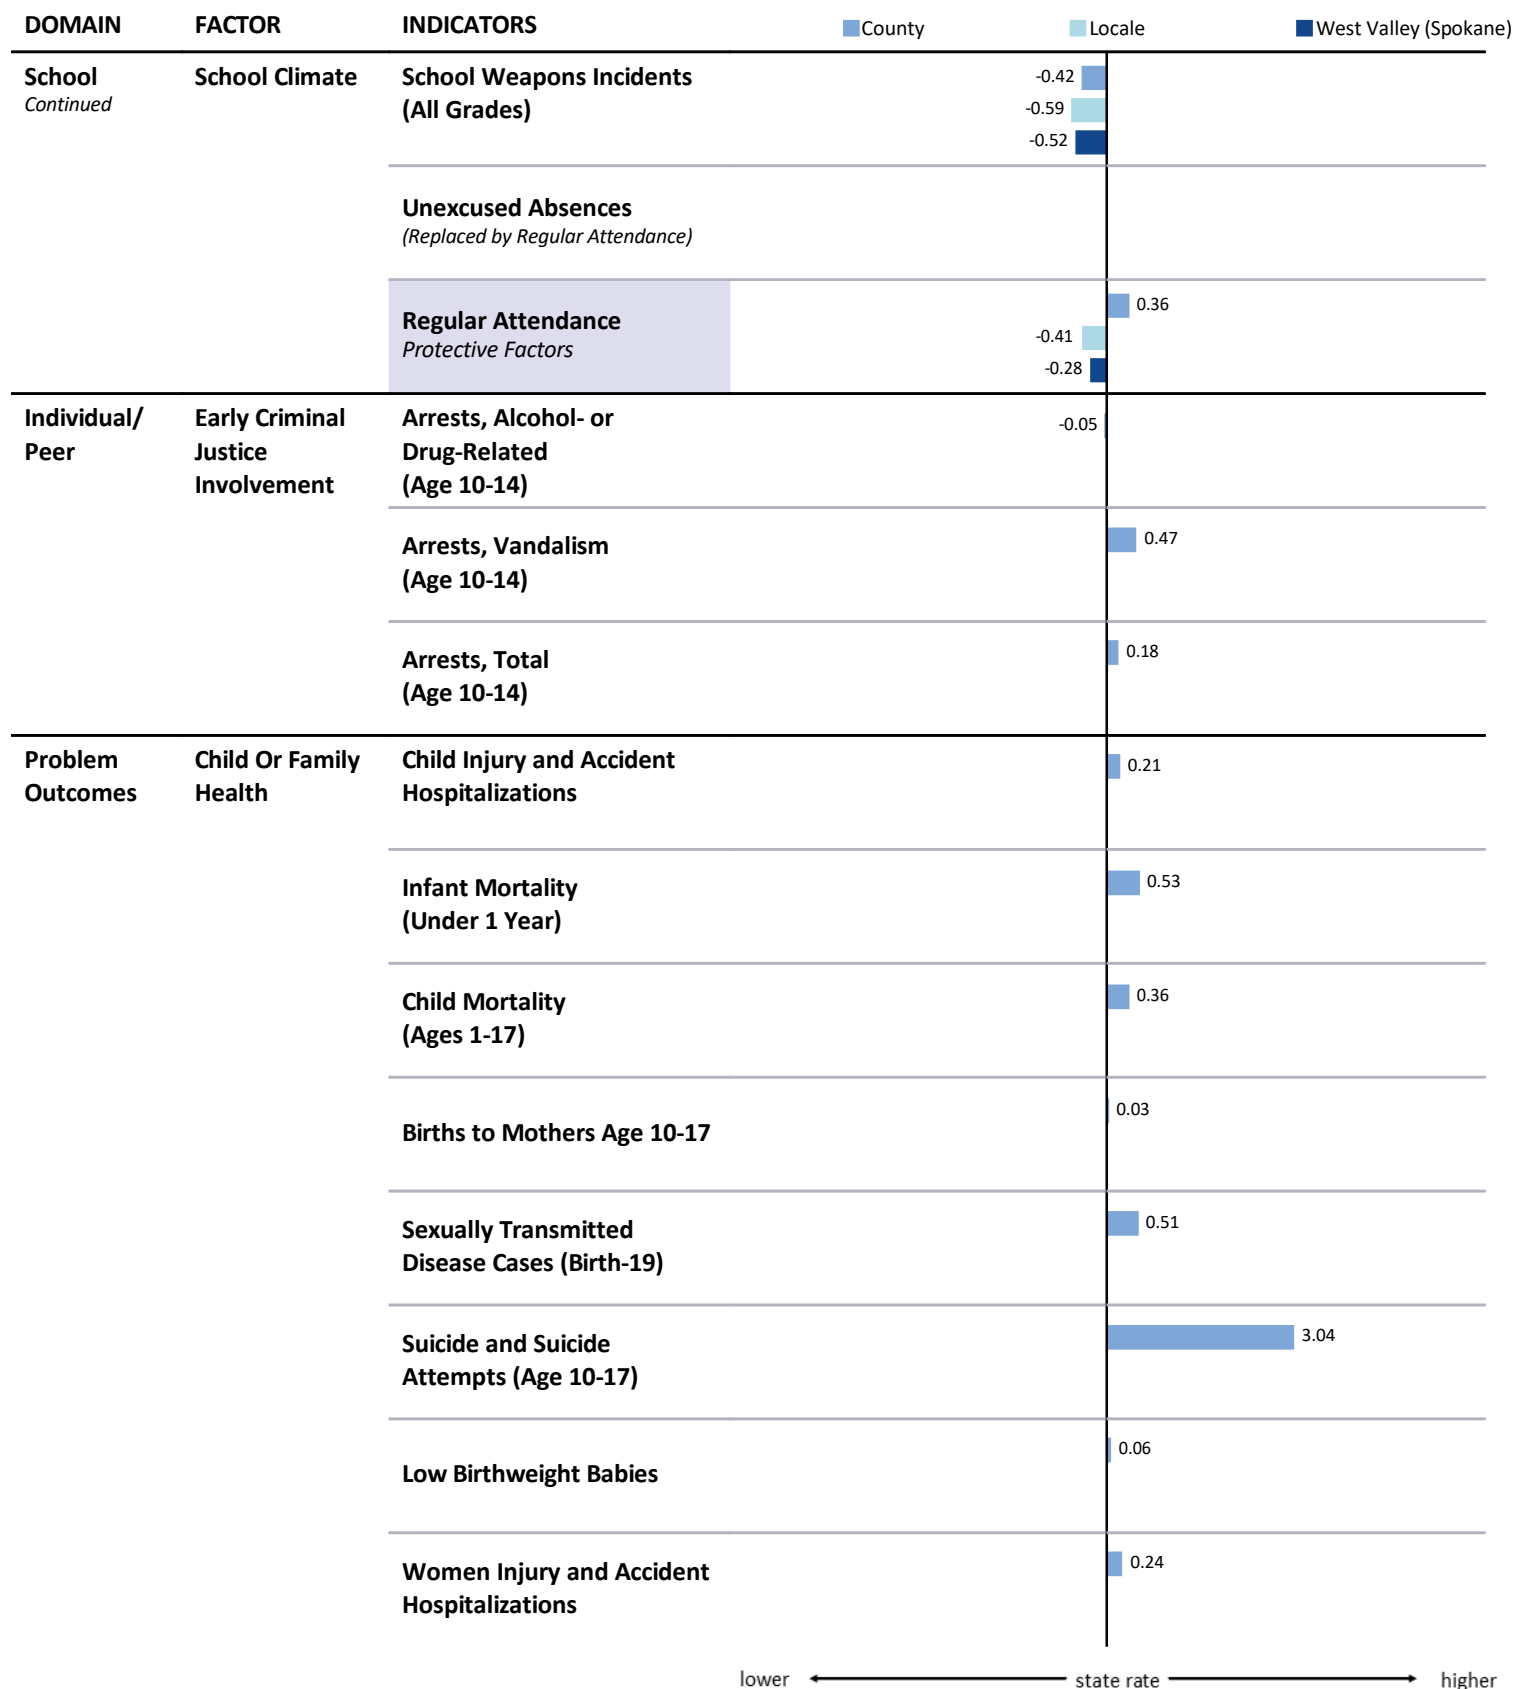 DOMAIN FACTOR INDICATORS County Locale West Valley (Spokane)
School School Climate School Weapons Incidents -0.42
Continued (All Grades) -0.59
-0.52
Unexcused Absences
(Replaced by Regular Attendance)
0.36
Regular Attendance -0.41
Protective Factors -0.28
Individual/ Early Criminal Arrests, Alcohol- or -0.05
Peer Justice Drug-Related
Involvement (Age 10-14)
Arrests, Vandalism 0.47
(Age 10-14)
Arrests, Total 0.18
(Age 10-14)
Problem Child Or Family Child Injury and Accident 0.21
Outcomes Health Hospitalizations
Infant Mortality 0.53
(Under 1 Year)
Child Mortality 0.36
(Ages 1-17)
0.03
Births to Mothers Age 10-17
Sexually Transmitted 0.51
Disease Cases (Birth-19)
Suicide and Suicide 3.04
Attempts (Age 10-17)
0.06
Low Birthweight Babies
Women Injury and Accident 0.24
Hospitalizations
lower state rate higher